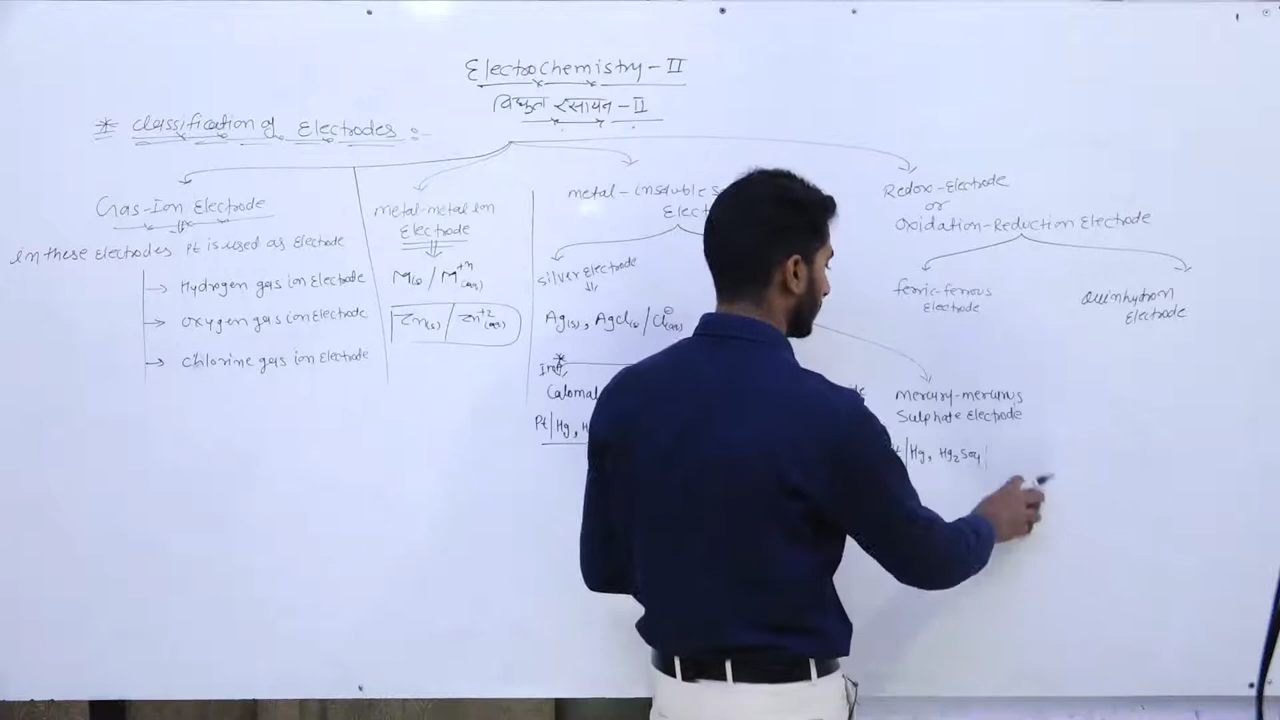 Electrochemistry-II
विद्युत रसायन-II
* Classification of Electrodes :-
Gas-Ion Electrode
in these Electrodes Pt is used as Electrode
→ Hydrogen gas ion Electrode
→ oxygen gas ion Electrode
→ chlorine gas ion Electrode
metal-metal Ion
Electrode
M(s) / M+n(aq)
Zn(s) / Zn+2(aq)
metal-insoluble s
Elect
Silver Electrode
Ag(s), AgCl(s) / Cl⊖(aq)
*
Calomal
Pt/Hg, H
Mercury-mercurus
Sulphate Electrode
/Hg, Hg2SO4|
Redox-Electrode
or
Oxidation-Reduction Electrode
ferric-ferrous
Electrode
Quinhydron
Electrode